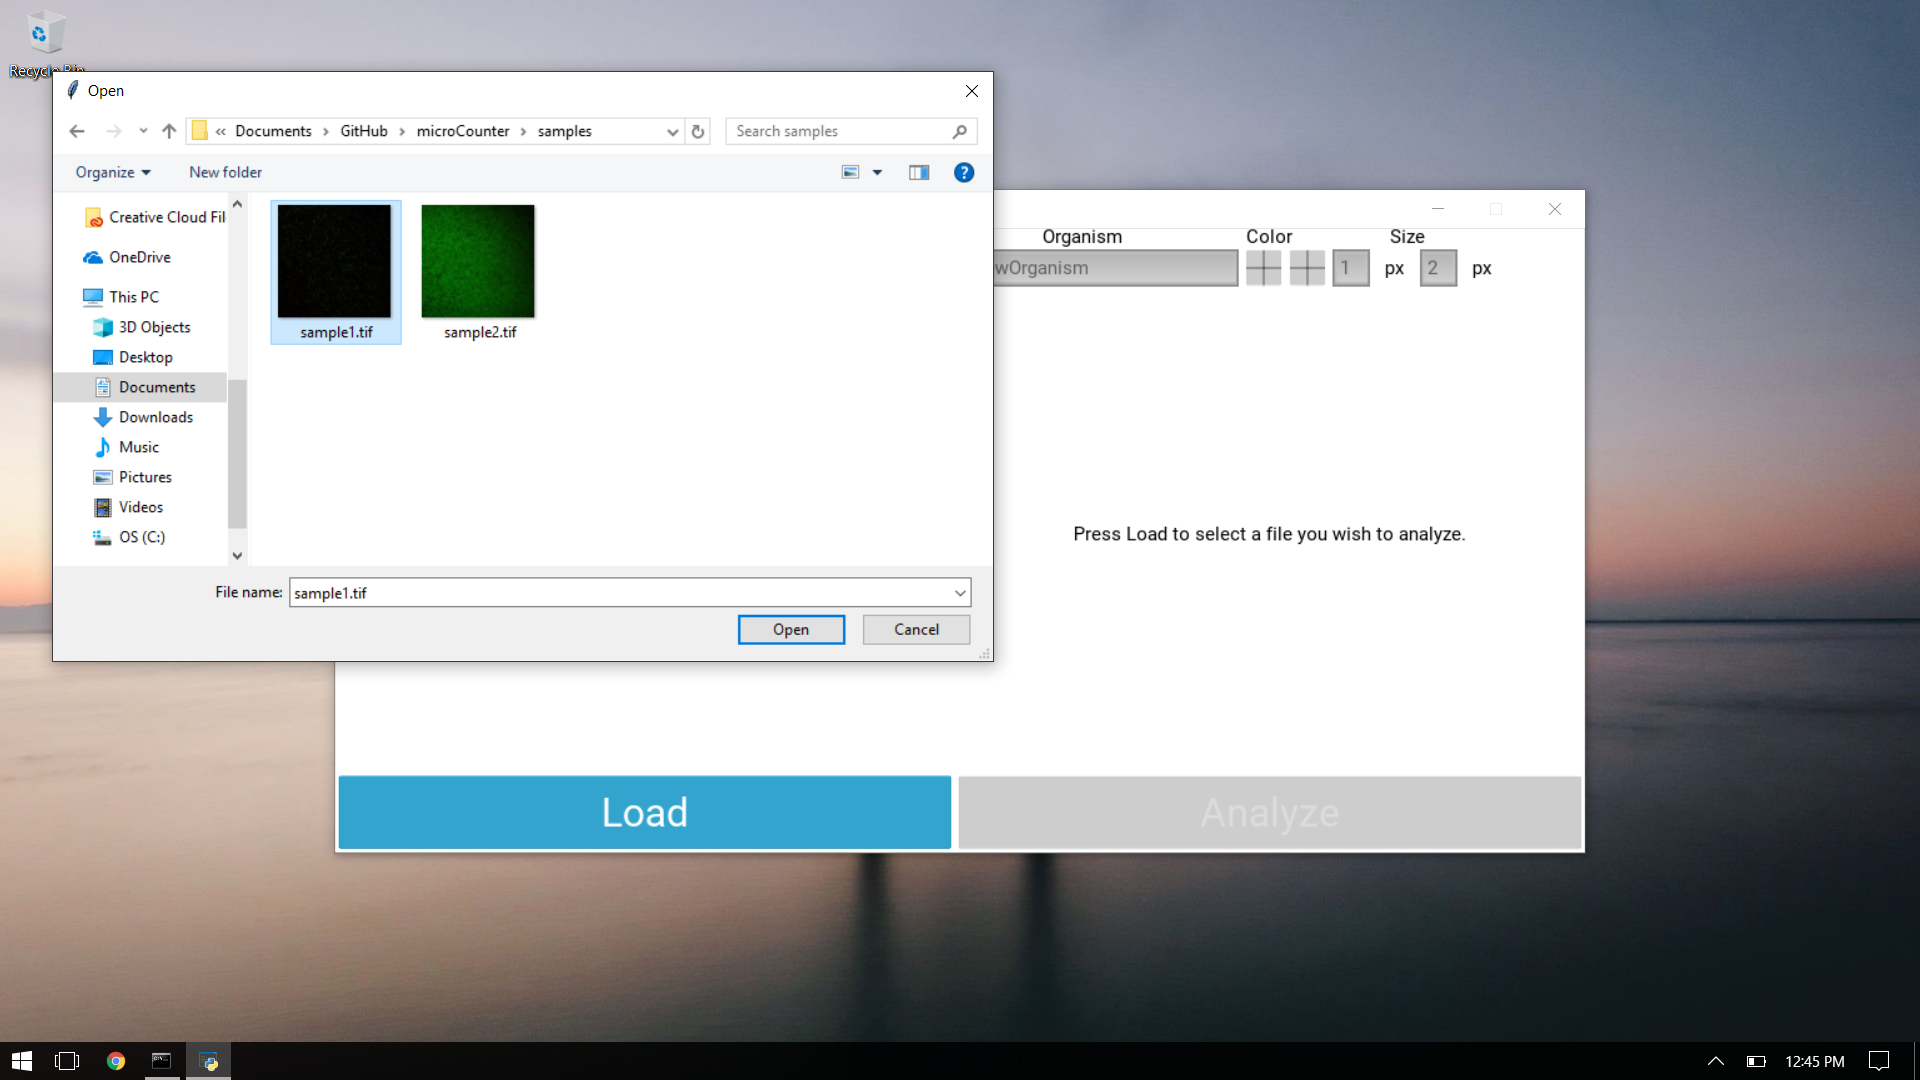 Recycle Bin
Open
« Documents › GitHub › microCounter › samples
Search samples
Organize
New folder
Creative Cloud Fil
OneDrive
This PC
3D Objects
Desktop
Documents
Downloads
Music
Pictures
Videos
OS (C:)
sample1.tif
sample2.tif
File name:
sample1.tif
Open
Cancel
Organism
Color
Size
wOrganism
1
px
2
px
Press Load to select a file you wish to analyze.
Load
Analyze
12:45 PM